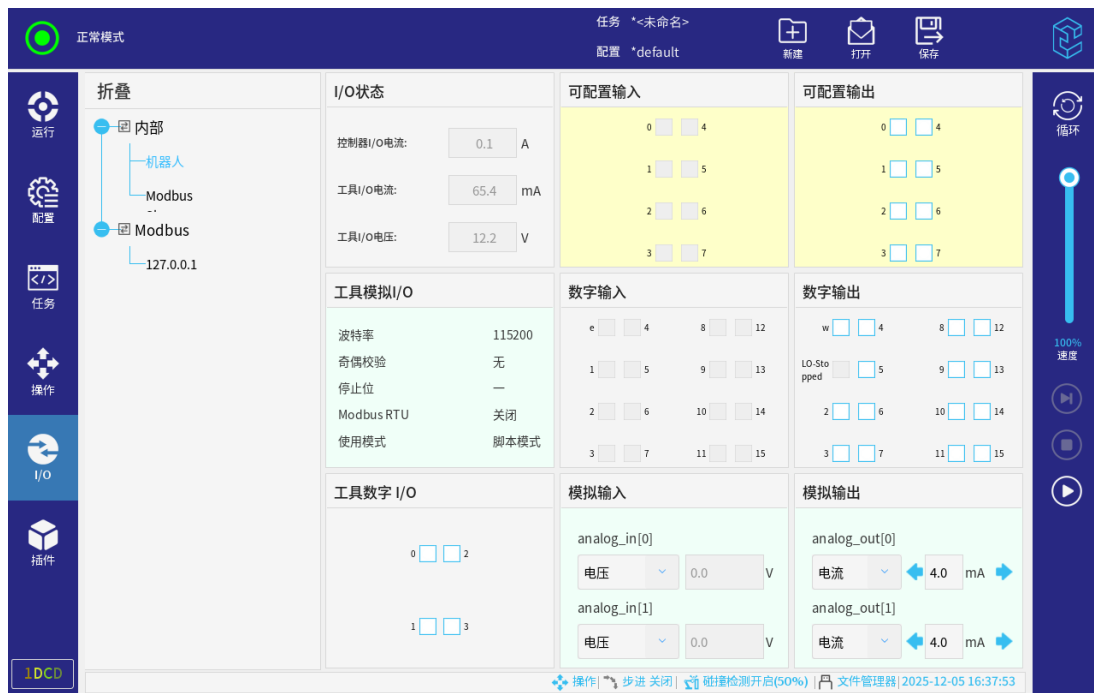 正常模式
任务 *<未命名>
配置 *default
新建
打开
保存
运行
配置
任务
操作
I/O
插件
1DCD
折叠
内部
机器人
Modbus
Modbus
127.0.0.1
I/O状态
控制器I/O电流: 0.1 A
工具I/O电流: 65.4 mA
工具I/O电压: 12.2 V
可配置输入
0 4
1 5
2 6
3 7
可配置输出
0 4
1 5
2 6
3 7
工具模拟I/O
波特率 115200
奇偶校验 无
停止位 一
Modbus RTU 关闭
使用模式 脚本模式
数字输入
e 4 8 12
1 5 9 13
2 6 10 14
3 7 11 15
数字输出
w 4 8 12
LO-Sto
pped 5 9 13
2 6 10 14
3 7 11 15
工具数字 I/O
0 2
1 3
模拟输入
analog_in[0]
电压 0.0 V
analog_in[1]
电压 0.0 V
模拟输出
analog_out[0]
电流 4.0 mA
analog_out[1]
电流 4.0 mA
循环
100%
速度
操作| 步进 关闭| 碰撞检测开启(50%) | 文件管理器| 2025-12-05 16:37:53